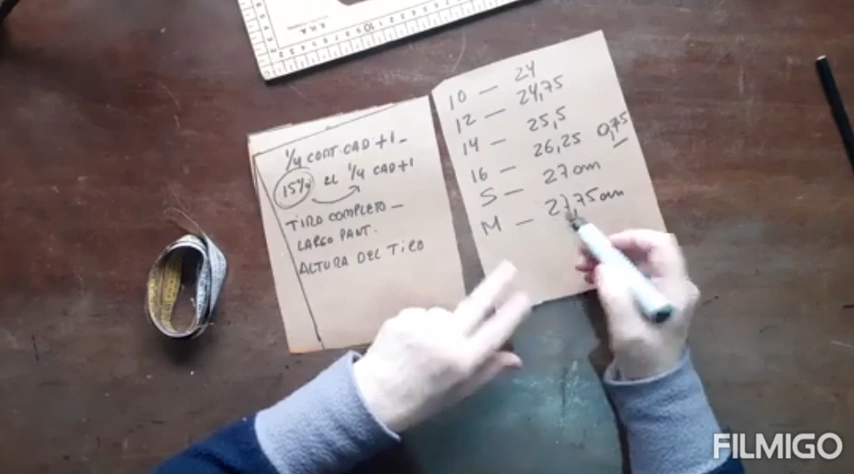 1/4 CONT. CAD +1 -
15% EL 1/4 CAD +1
TIRO COMPLETO -
LARGO PANT.
ALTURA DEL TIRO
10 - 24
12 - 24,75
14 - 25,5
16 - 26,25 0,75
S - 27 cm
M - 27,75 cm
FILMIGO